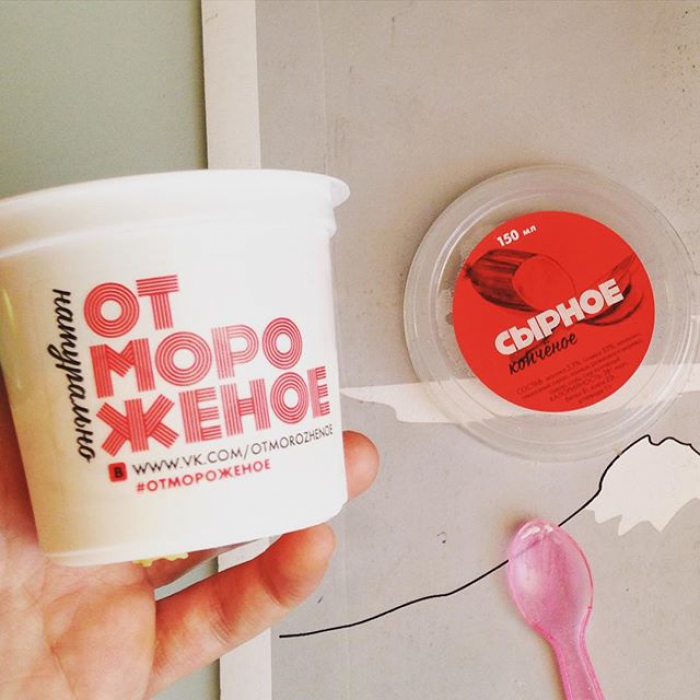 натурально
ОТ
МОРО
ЖЕНОЕ
В WWW.VK.COM/OTMOROZHENOE
#ОТМОРОЖЕНОЕ
150 мл
СЫРНОЕ
копчёное